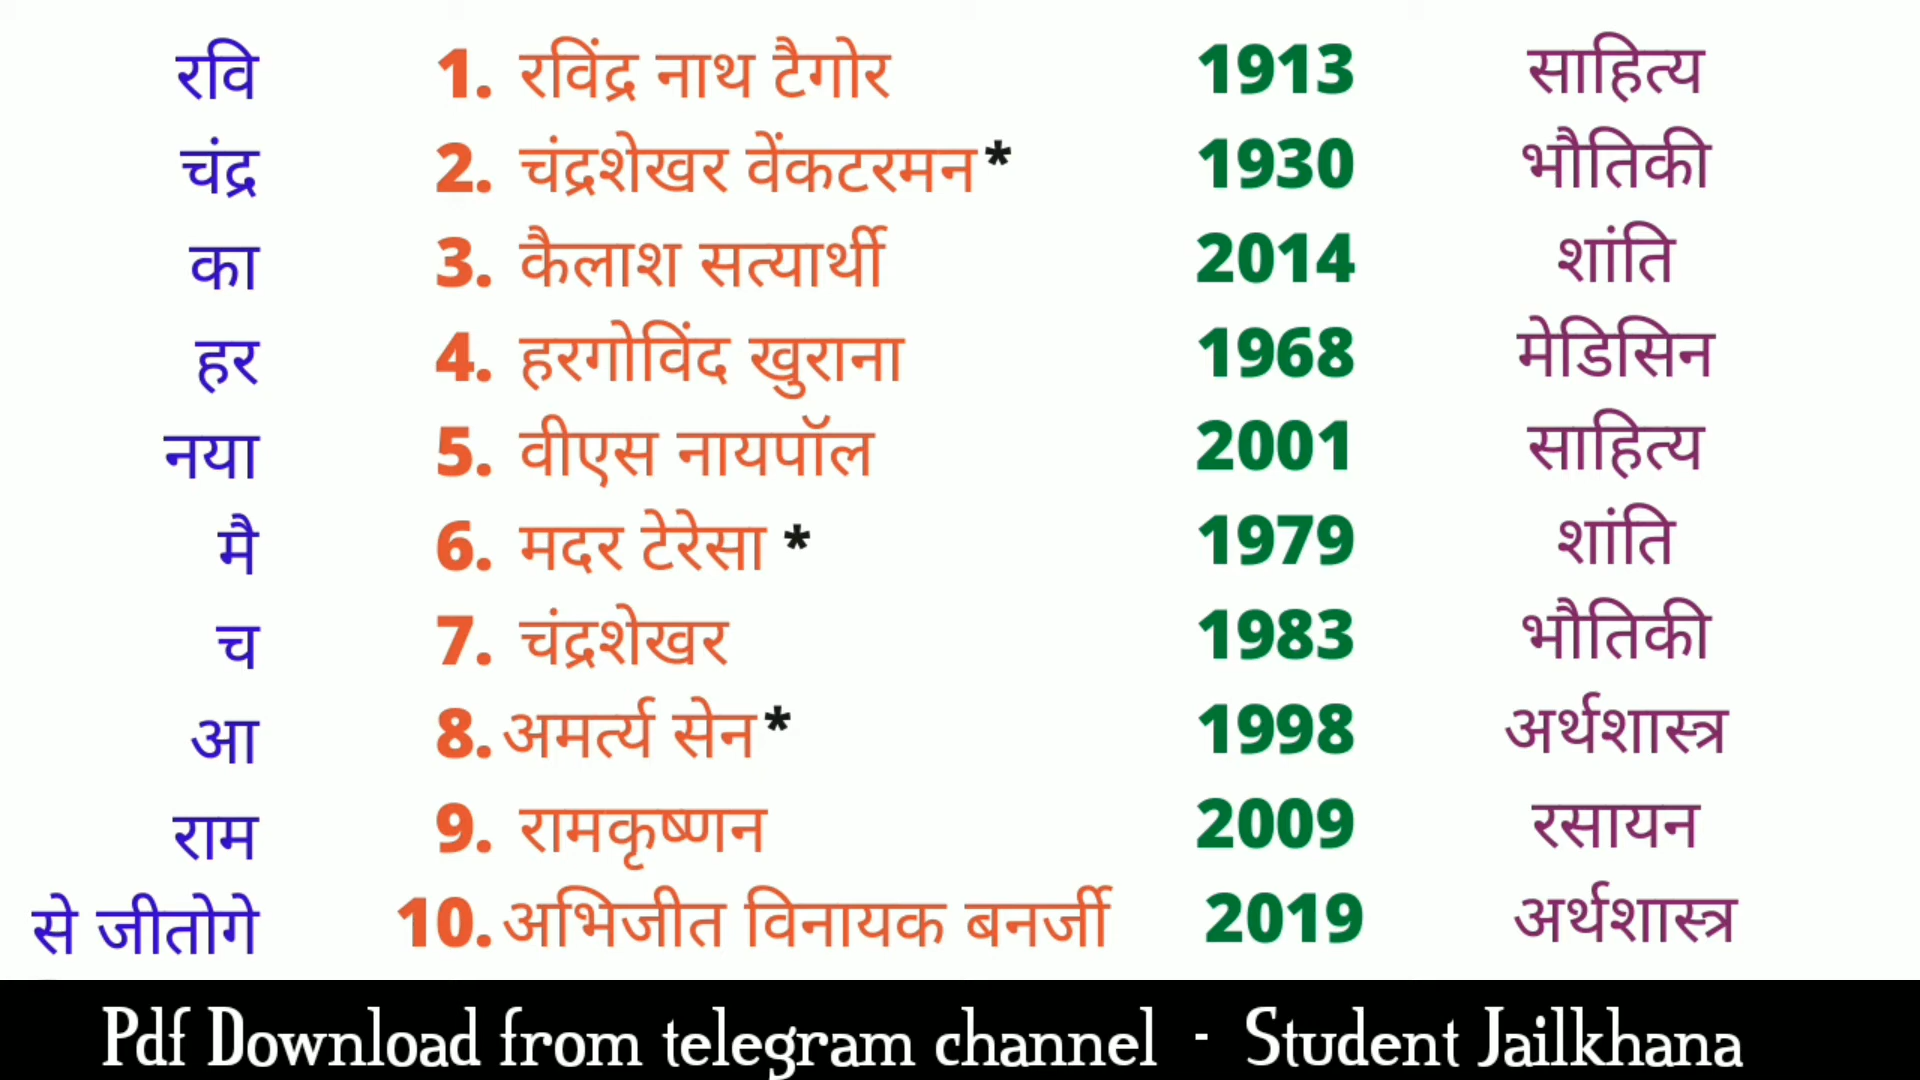 रवि 1. रविंद्र नाथ टैगोर 1913 साहित्य
चंद्र 2. चंद्रशेखर वेंकटरमन* 1930 भौतिकी
का 3. कैलाश सत्यार्थी 2014 शांति
हर 4. हरगोविंद खुराना 1968 मेडिसिन
नया 5. वीएस नायपॉल 2001 साहित्य
मै 6. मदर टेरेसा * 1979 शांति
च 7. चंद्रशेखर 1983 भौतिकी
आ 8. अमर्त्य सेन* 1998 अर्थशास्त्र
राम 9. रामकृष्णन 2009 रसायन
से जीतोगे 10. अभिजीत विनायक बनर्जी 2019 अर्थशास्त्र
Pdf Download from telegram channel - Student Jailkhana